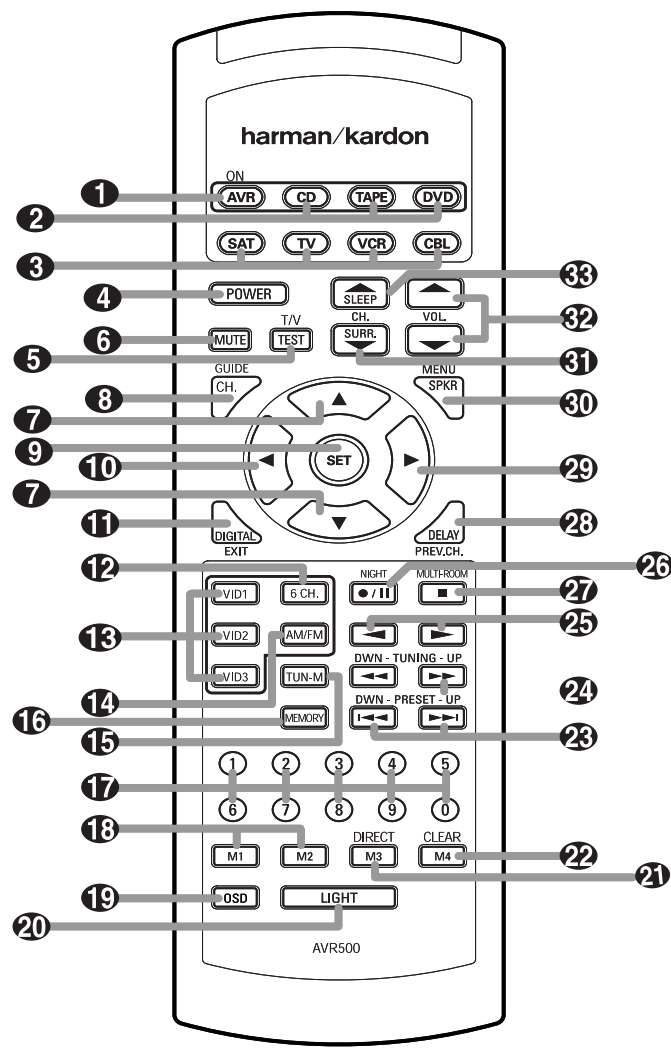 harman/kardon
ON
1 AVR CD TAPE DVD
2
SAT TV VCR CBL
3 33
4 POWER SLEEP
CH. VOL. 32
T/V
6 MUTE TEST SURR.
5 31
GUIDE MENU
8 CH. SPKR 30
7
9 SET
10 29
7
11 DIGITAL DELAY 28
EXIT PREV.CH.
12 26
NIGHT MULTI-ROOM
VID1 6 CH. 27
13 VID2 AM/FM 25
DWN - TUNING - UP
14 VID3 TUN-M 24
DWN - PRESET - UP
16 MEMORY
15 23
1 2 3 4 5
17
6 7 8 9 0
18 DIRECT CLEAR
M1 M2 M3 M4 22
21
19 OSD LIGHT
20
AVR500